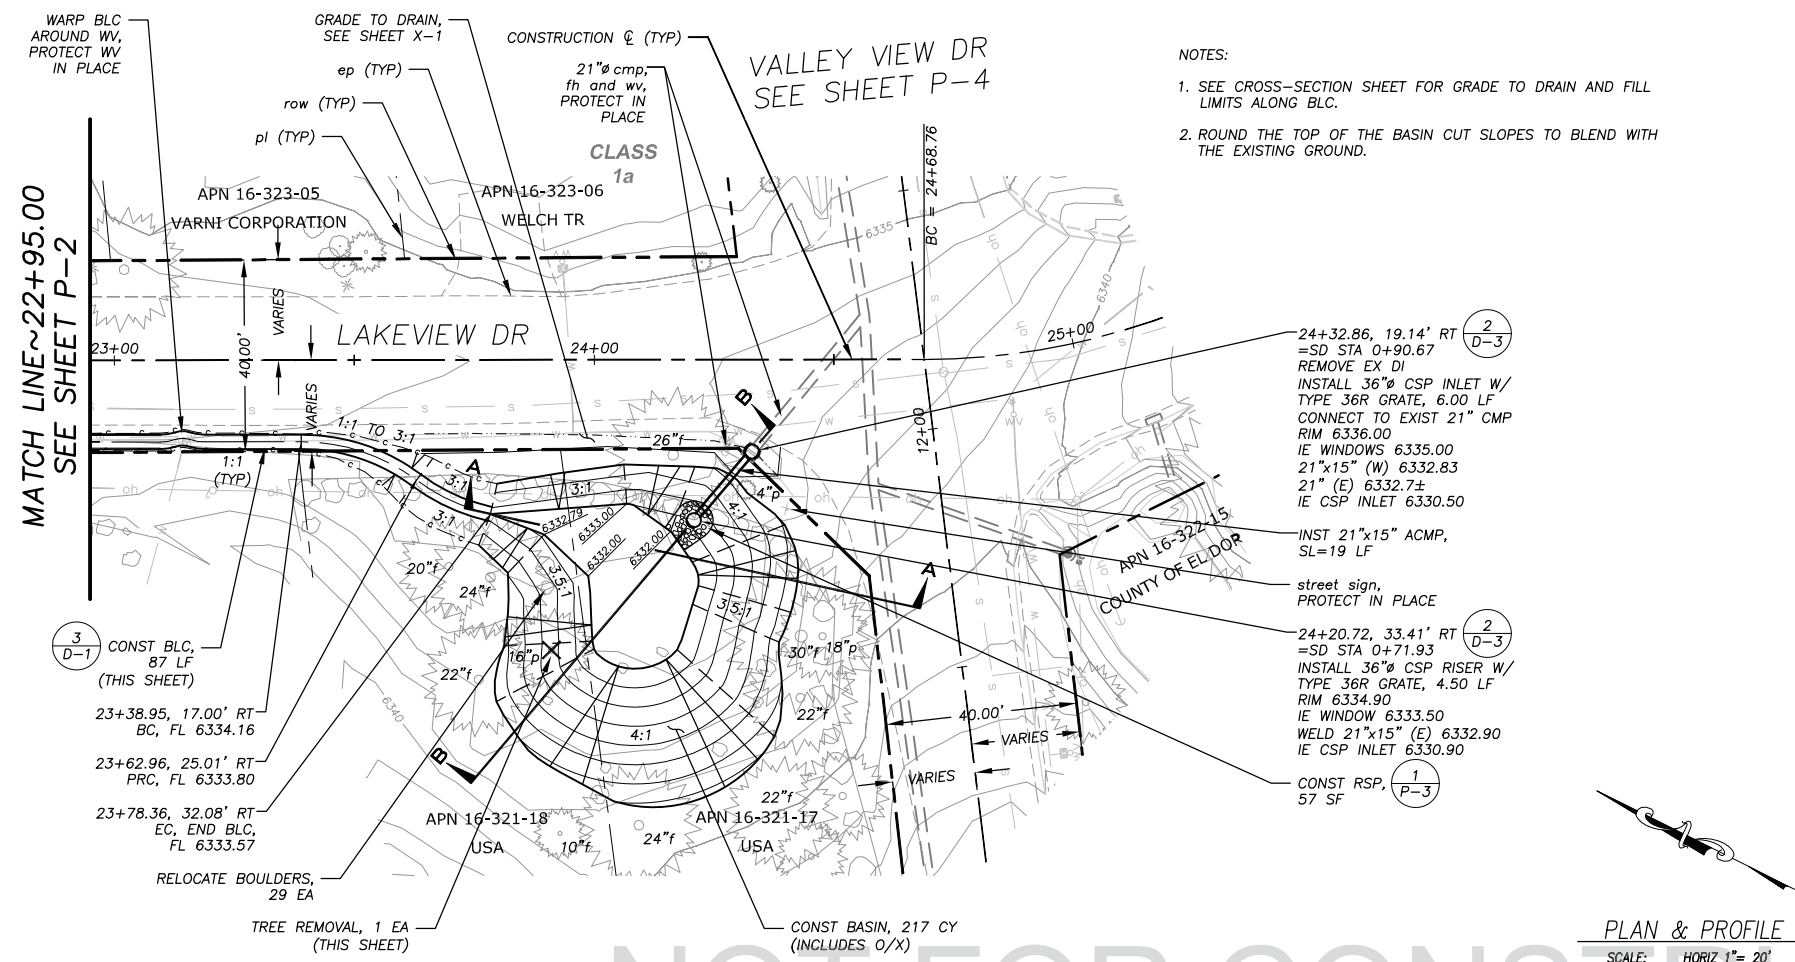 WARP BLC
AROUND WV,
PROTECT WV
IN PLACE
GRADE TO DRAIN,
SEE SHEET X-1
ep (TYP)
row (TYP)
pl (TYP)
CONSTRUCTION ℄ (TYP)
21"ø cmp,
fh and wv,
PROTECT IN
PLACE
VALLEY VIEW DR
SEE SHEET P-4
NOTES:
1. SEE CROSS-SECTION SHEET FOR GRADE TO DRAIN AND FILL
LIMITS ALONG BLC.
2. ROUND THE TOP OF THE BASIN CUT SLOPES TO BLEND WITH
THE EXISTING GROUND.
CLASS
1a
APN 16-323-05
VARNI CORPORATION
APN 16-323-06
WELCH TR
MATCH LINE~22+95.00
SEE SHEET P-2
BC = 24+68.76
6335
6340
40.00'
VARIES
VARIES
LAKEVIEW DR
23+00
24+00
25+00
12+00
1:1 TO 3:1
1:1
(TYP)
26"f
B
A
3:1
3:1
3:1
4"p
4:1
6332.79
6333.00
6332.00
6332.00
3.5:1
3.5:1
20"f
24"f
16"p
22"f
30"f
18"p
22"f
4:1
22"f
24"f
10"f
A
B
6340
APN 16-322-15
COUNTY OF EL DOR
40.00'
VARIES
VARIES
APN 16-321-18
USA
APN 16-321-17
USA
24+32.86, 19.14' RT
2
D-3
=SD STA 0+90.67
REMOVE EX DI
INSTALL 36"ø CSP INLET W/
TYPE 36R GRATE, 6.00 LF
CONNECT TO EXIST 21" CMP
RIM 6336.00
IE WINDOWS 6335.00
21"x15" (W) 6332.83
21" (E) 6332.7±
IE CSP INLET 6330.50
INST 21"x15" ACMP,
SL=19 LF
street sign,
PROTECT IN PLACE
24+20.72, 33.41' RT
2
D-3
=SD STA 0+71.93
INSTALL 36"ø CSP RISER W/
TYPE 36R GRATE, 4.50 LF
RIM 6334.90
IE WINDOW 6333.50
WELD 21"x15" (E) 6332.90
IE CSP INLET 6330.90
CONST RSP,
57 SF
1
P-3
3
D-1
CONST BLC,
87 LF
(THIS SHEET)
23+38.95, 17.00' RT
BC, FL 6334.16
23+62.96, 25.01' RT
PRC, FL 6333.80
23+78.36, 32.08' RT
EC, END BLC,
FL 6333.57
RELOCATE BOULDERS,
29 EA
TREE REMOVAL, 1 EA
(THIS SHEET)
CONST BASIN, 217 CY
(INCLUDES O/X)
PLAN & PROFILE
SCALE: HORIZ 1"= 20'
NOT FOR CONSTRU